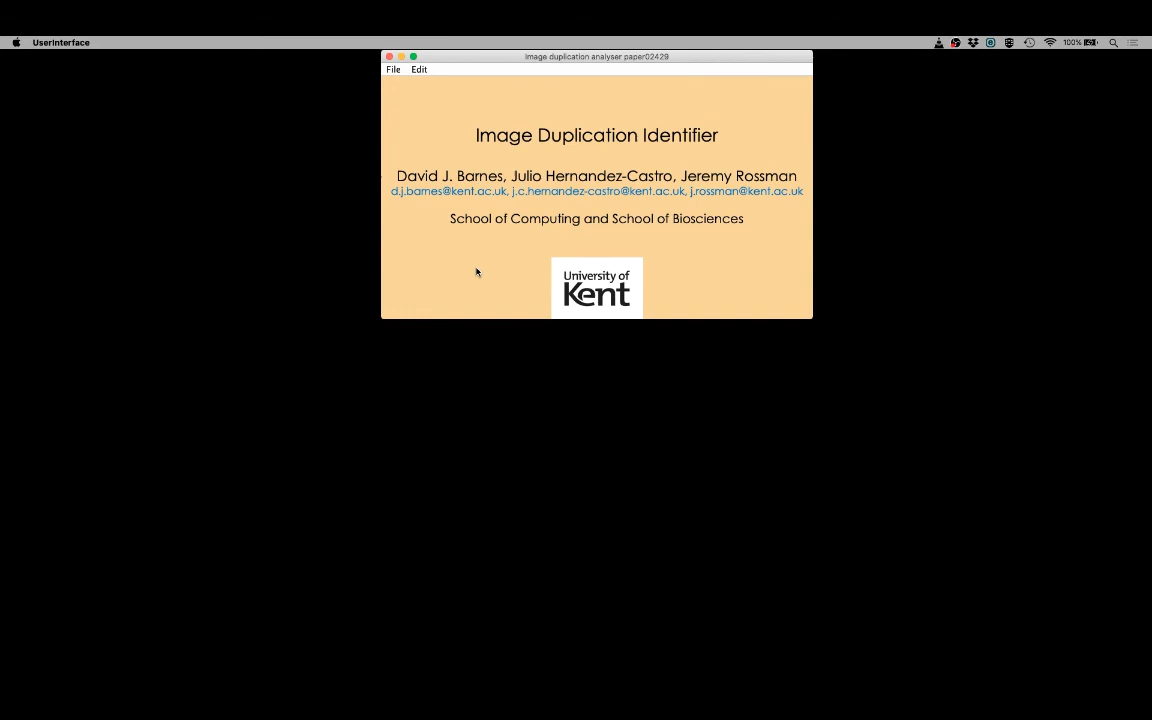 UserInterface
100%
Image duplication analyser paper02429
File Edit
Image Duplication Identifier
David J. Barnes, Julio Hernandez-Castro, Jeremy Rossman
d.j.barnes@kent.ac.uk, j.c.hernandez-castro@kent.ac.uk, j.rossman@kent.ac.uk
School of Computing and School of Biosciences
University of
Kent